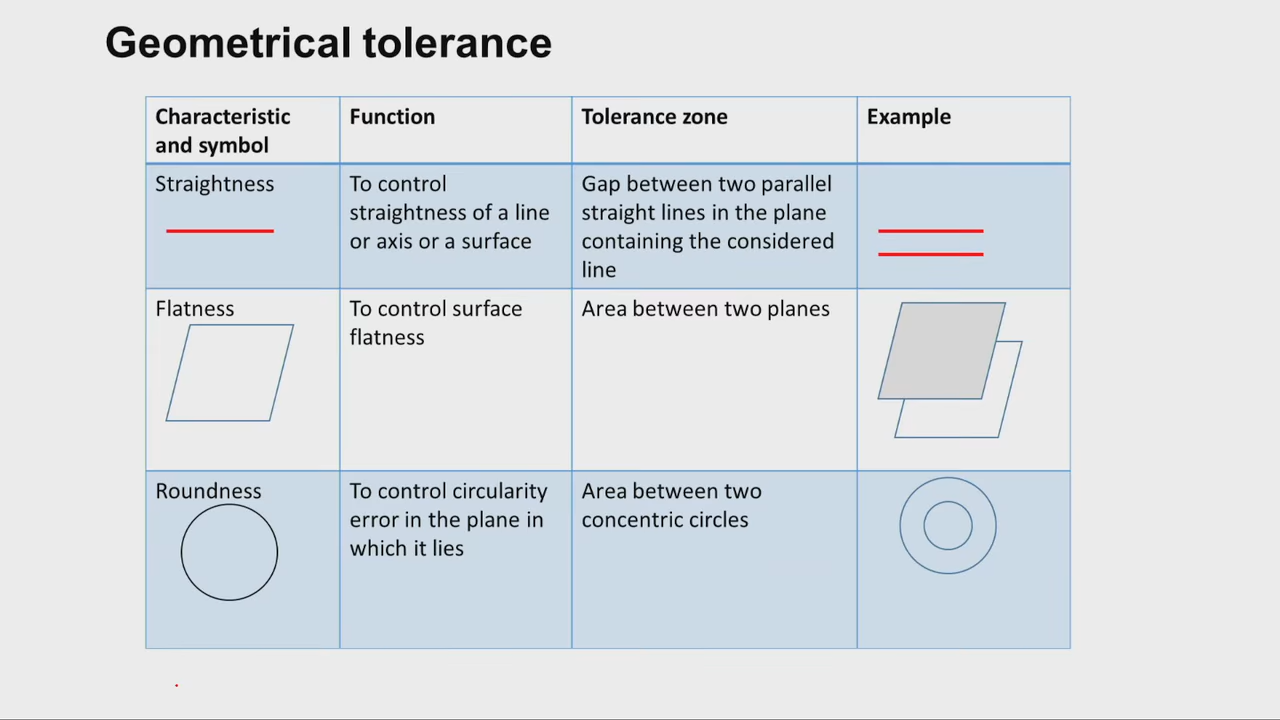 Geometrical tolerance
Characteristic
and symbol
Function
Tolerance zone
Example
Straightness
To control
straightness of a line
or axis or a surface
Gap between two parallel
straight lines in the plane
containing the considered
line
Flatness
To control surface
flatness
Area between two planes
Roundness
To control circularity
error in the plane in
which it lies
Area between two
concentric circles